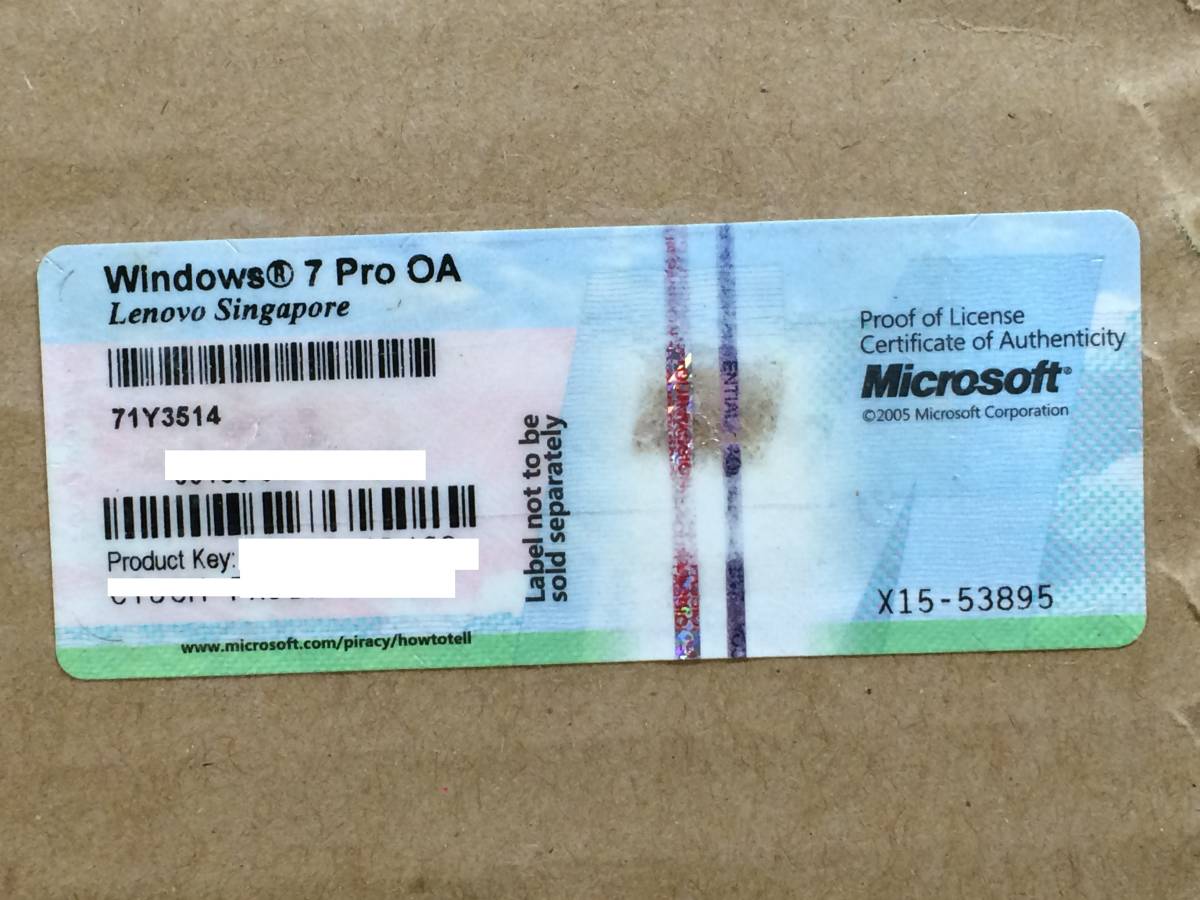 Windows® 7 Pro OA
Lenovo Singapore
71Y3514
Product Key:
www.microsoft.com/piracy/howtotell
Label not to be
sold separately
Proof of License
Certificate of Authenticity
Microsoft®
©2005 Microsoft Corporation
X15-53895